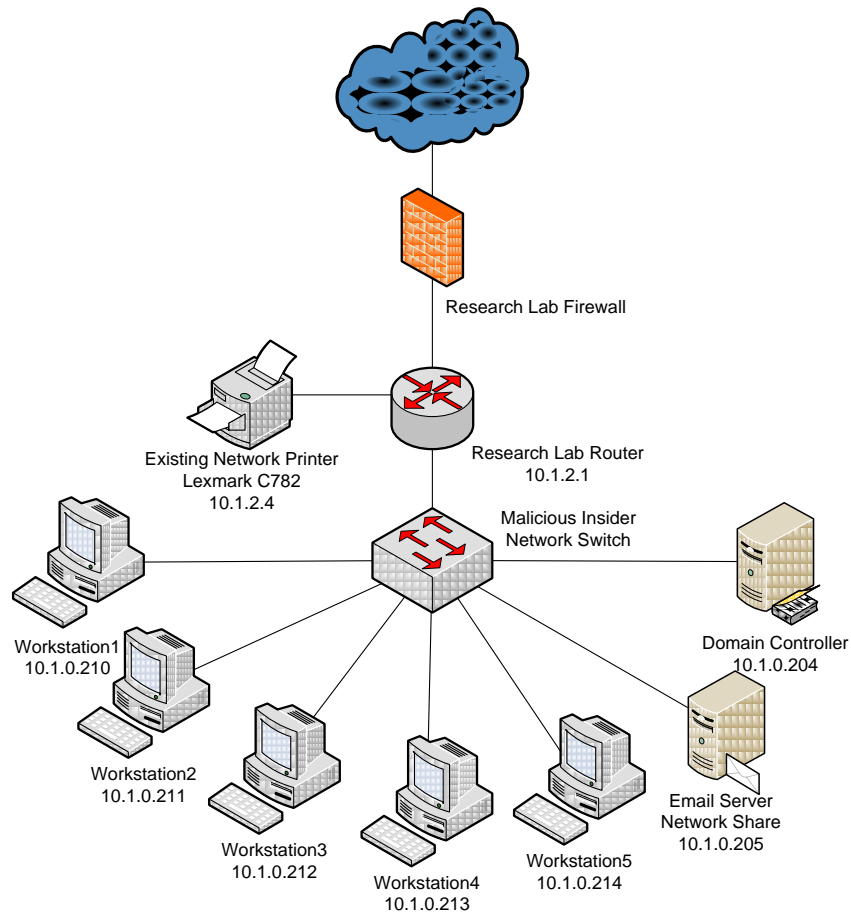 Research Lab Firewall
Existing Network Printer
Lexmark C782
10.1.2.4
Research Lab Router
10.1.2.1
Malicious Insider
Network Switch
Workstation1
10.1.0.210
Domain Controller
10.1.0.204
Workstation2
10.1.0.211
Workstation3
10.1.0.212
Workstation4
10.1.0.213
Workstation5
10.1.0.214
Email Server
Network Share
10.1.0.205